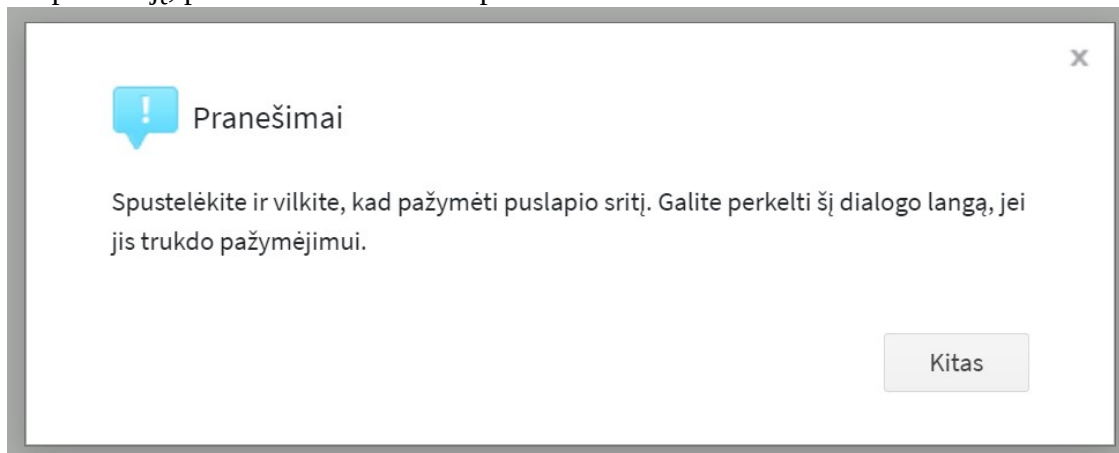 x
Pranešimai
Spustelėkite ir vilkite, kad pažymėti puslapio sritį. Galite perkelti šį dialogo langą, jei
jis trukdo pažymėjimui.
Kitas